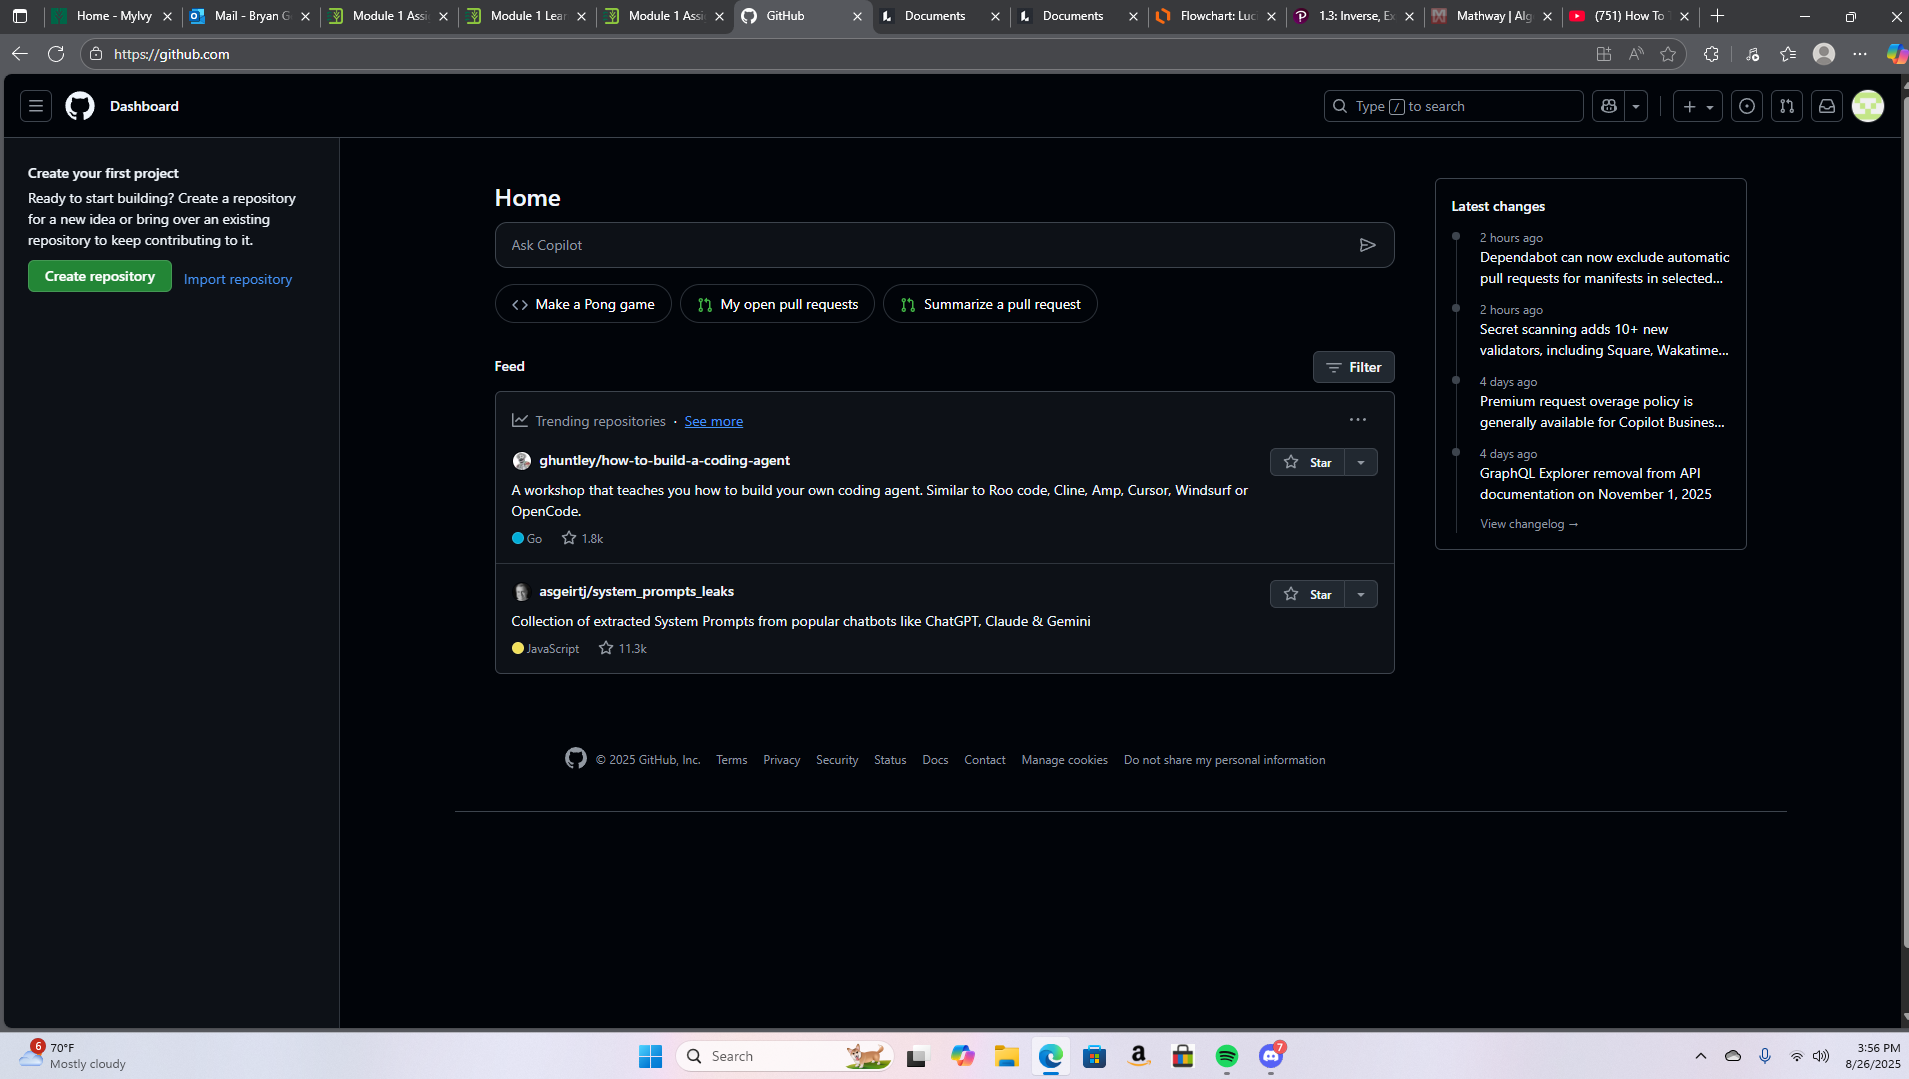 Home - MyIvy
Mail - Bryan G
Module 1 Assi
Module 1 Lear
Module 1 Assi
GitHub
Documents
Documents
Flowchart: Luc
1.3: Inverse, Ex
Mathway | Alg
(751) How To T
https://github.com
Dashboard
Type / to search
Create your first project
Ready to start building? Create a repository
for a new idea or bring over an existing
repository to keep contributing to it.
Create repository
Import repository
Home
Ask Copilot
Make a Pong game
My open pull requests
Summarize a pull request
Feed
Filter
Trending repositories · See more
ghuntley/how-to-build-a-coding-agent
Star
A workshop that teaches you how to build your own coding agent. Similar to Roo code, Cline, Amp, Cursor, Windsurf or
OpenCode.
Go
1.8k
asgeirtj/system_prompts_leaks
Star
Collection of extracted System Prompts from popular chatbots like ChatGPT, Claude & Gemini
JavaScript
11.3k
Latest changes
2 hours ago
Dependabot can now exclude automatic
pull requests for manifests in selected...
2 hours ago
Secret scanning adds 10+ new
validators, including Square, Wakatime...
4 days ago
Premium request overage policy is
generally available for Copilot Busines...
4 days ago
GraphQL Explorer removal from API
documentation on November 1, 2025
View changelog →
© 2025 GitHub, Inc.
Terms
Privacy
Security
Status
Docs
Contact
Manage cookies
Do not share my personal information
6
70°F
Mostly cloudy
Search
7
3:56 PM
8/26/2025